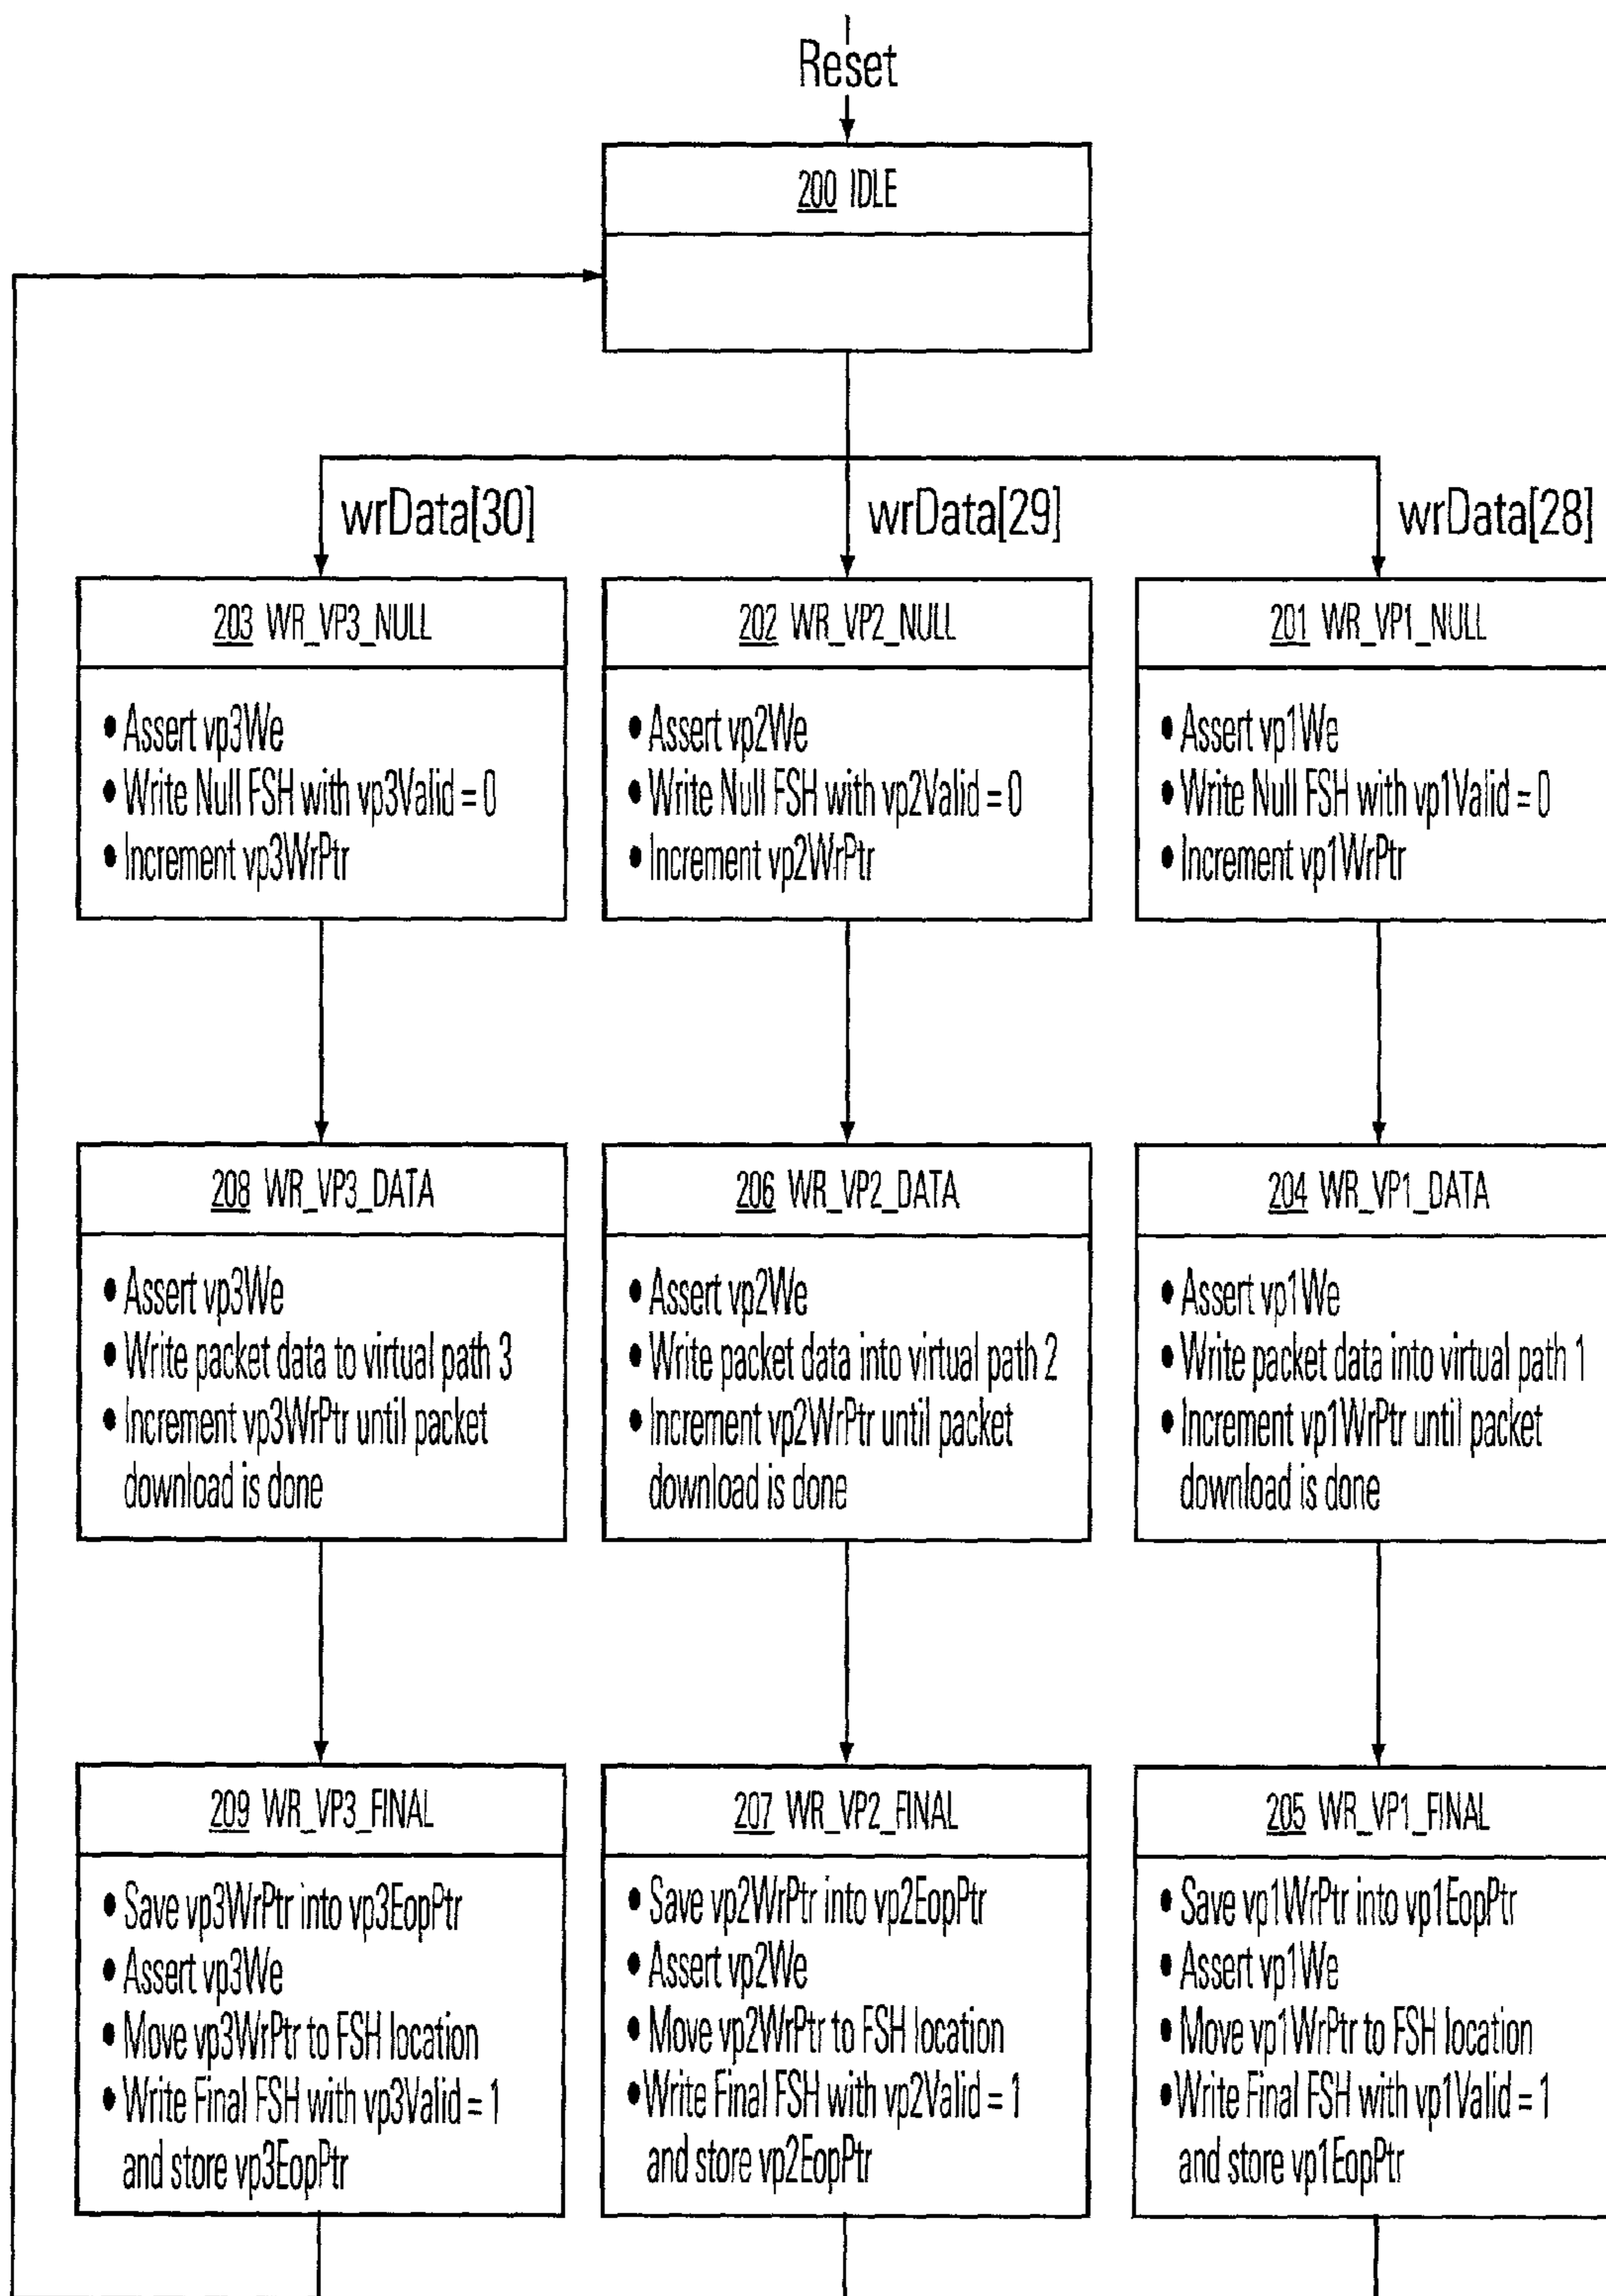 Reset
200 IDLE
wrData[30]
wrData[29]
wrData[28]
203 WR_VP3_NULL
• Assert vp3We
• Write Null FSH with vp3Valid = 0
• Increment vp3WrPtr
202 WR_VP2_NULL
• Assert vp2We
• Write Null FSH with vp2Valid = 0
• Increment vp2WrPtr
201 WR_VP1_NULL
• Assert vp1We
• Write Null FSH with vp1Valid = 0
• Increment vp1WrPtr
208 WR_VP3_DATA
• Assert vp3We
• Write packet data to virtual path 3
• Increment vp3WrPtr until packet
download is done
206 WR_VP2_DATA
• Assert vp2We
• Write packet data into virtual path 2
• Increment vp2WrPtr until packet
download is done
204 WR_VP1_DATA
• Assert vp1We
• Write packet data into virtual path 1
• Increment vp1WrPtr until packet
download is done
209 WR_VP3_FINAL
• Save vp3WrPtr into vp3EopPtr
• Assert vp3We
• Move vp3WrPtr to FSH location
• Write Final FSH with vp3Valid = 1
and store vp3EopPtr
207 WR_VP2_FINAL
• Save vp2WrPtr into vp2EopPtr
• Assert vp2We
• Move vp2WrPtr to FSH location
• Write Final FSH with vp2Valid = 1
and store vp2EopPtr
205 WR_VP1_FINAL
• Save vp1WrPtr into vp1EopPtr
• Assert vp1We
• Move vp1WrPtr to FSH location
• Write Final FSH with vp1Valid = 1
and store vp1EopPtr